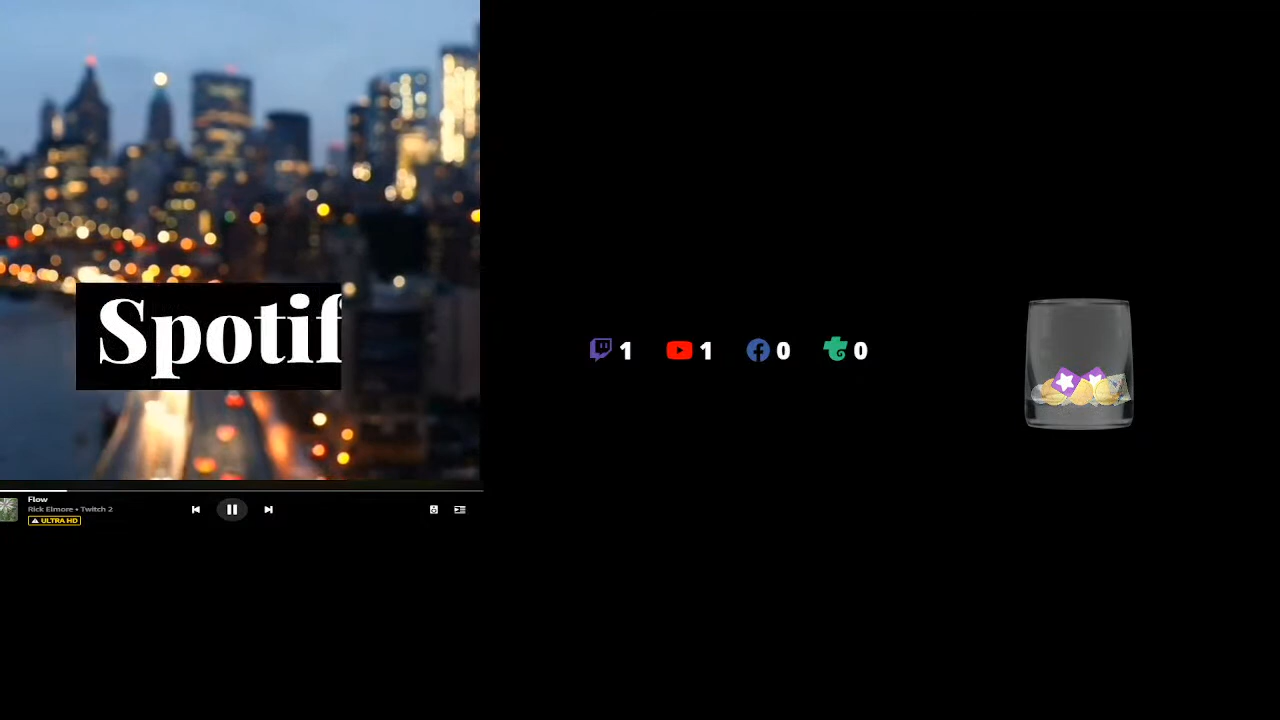 Spotif
1 1 0 0
Flow
Rick Elmore • Twitch 2
ULTRA HD